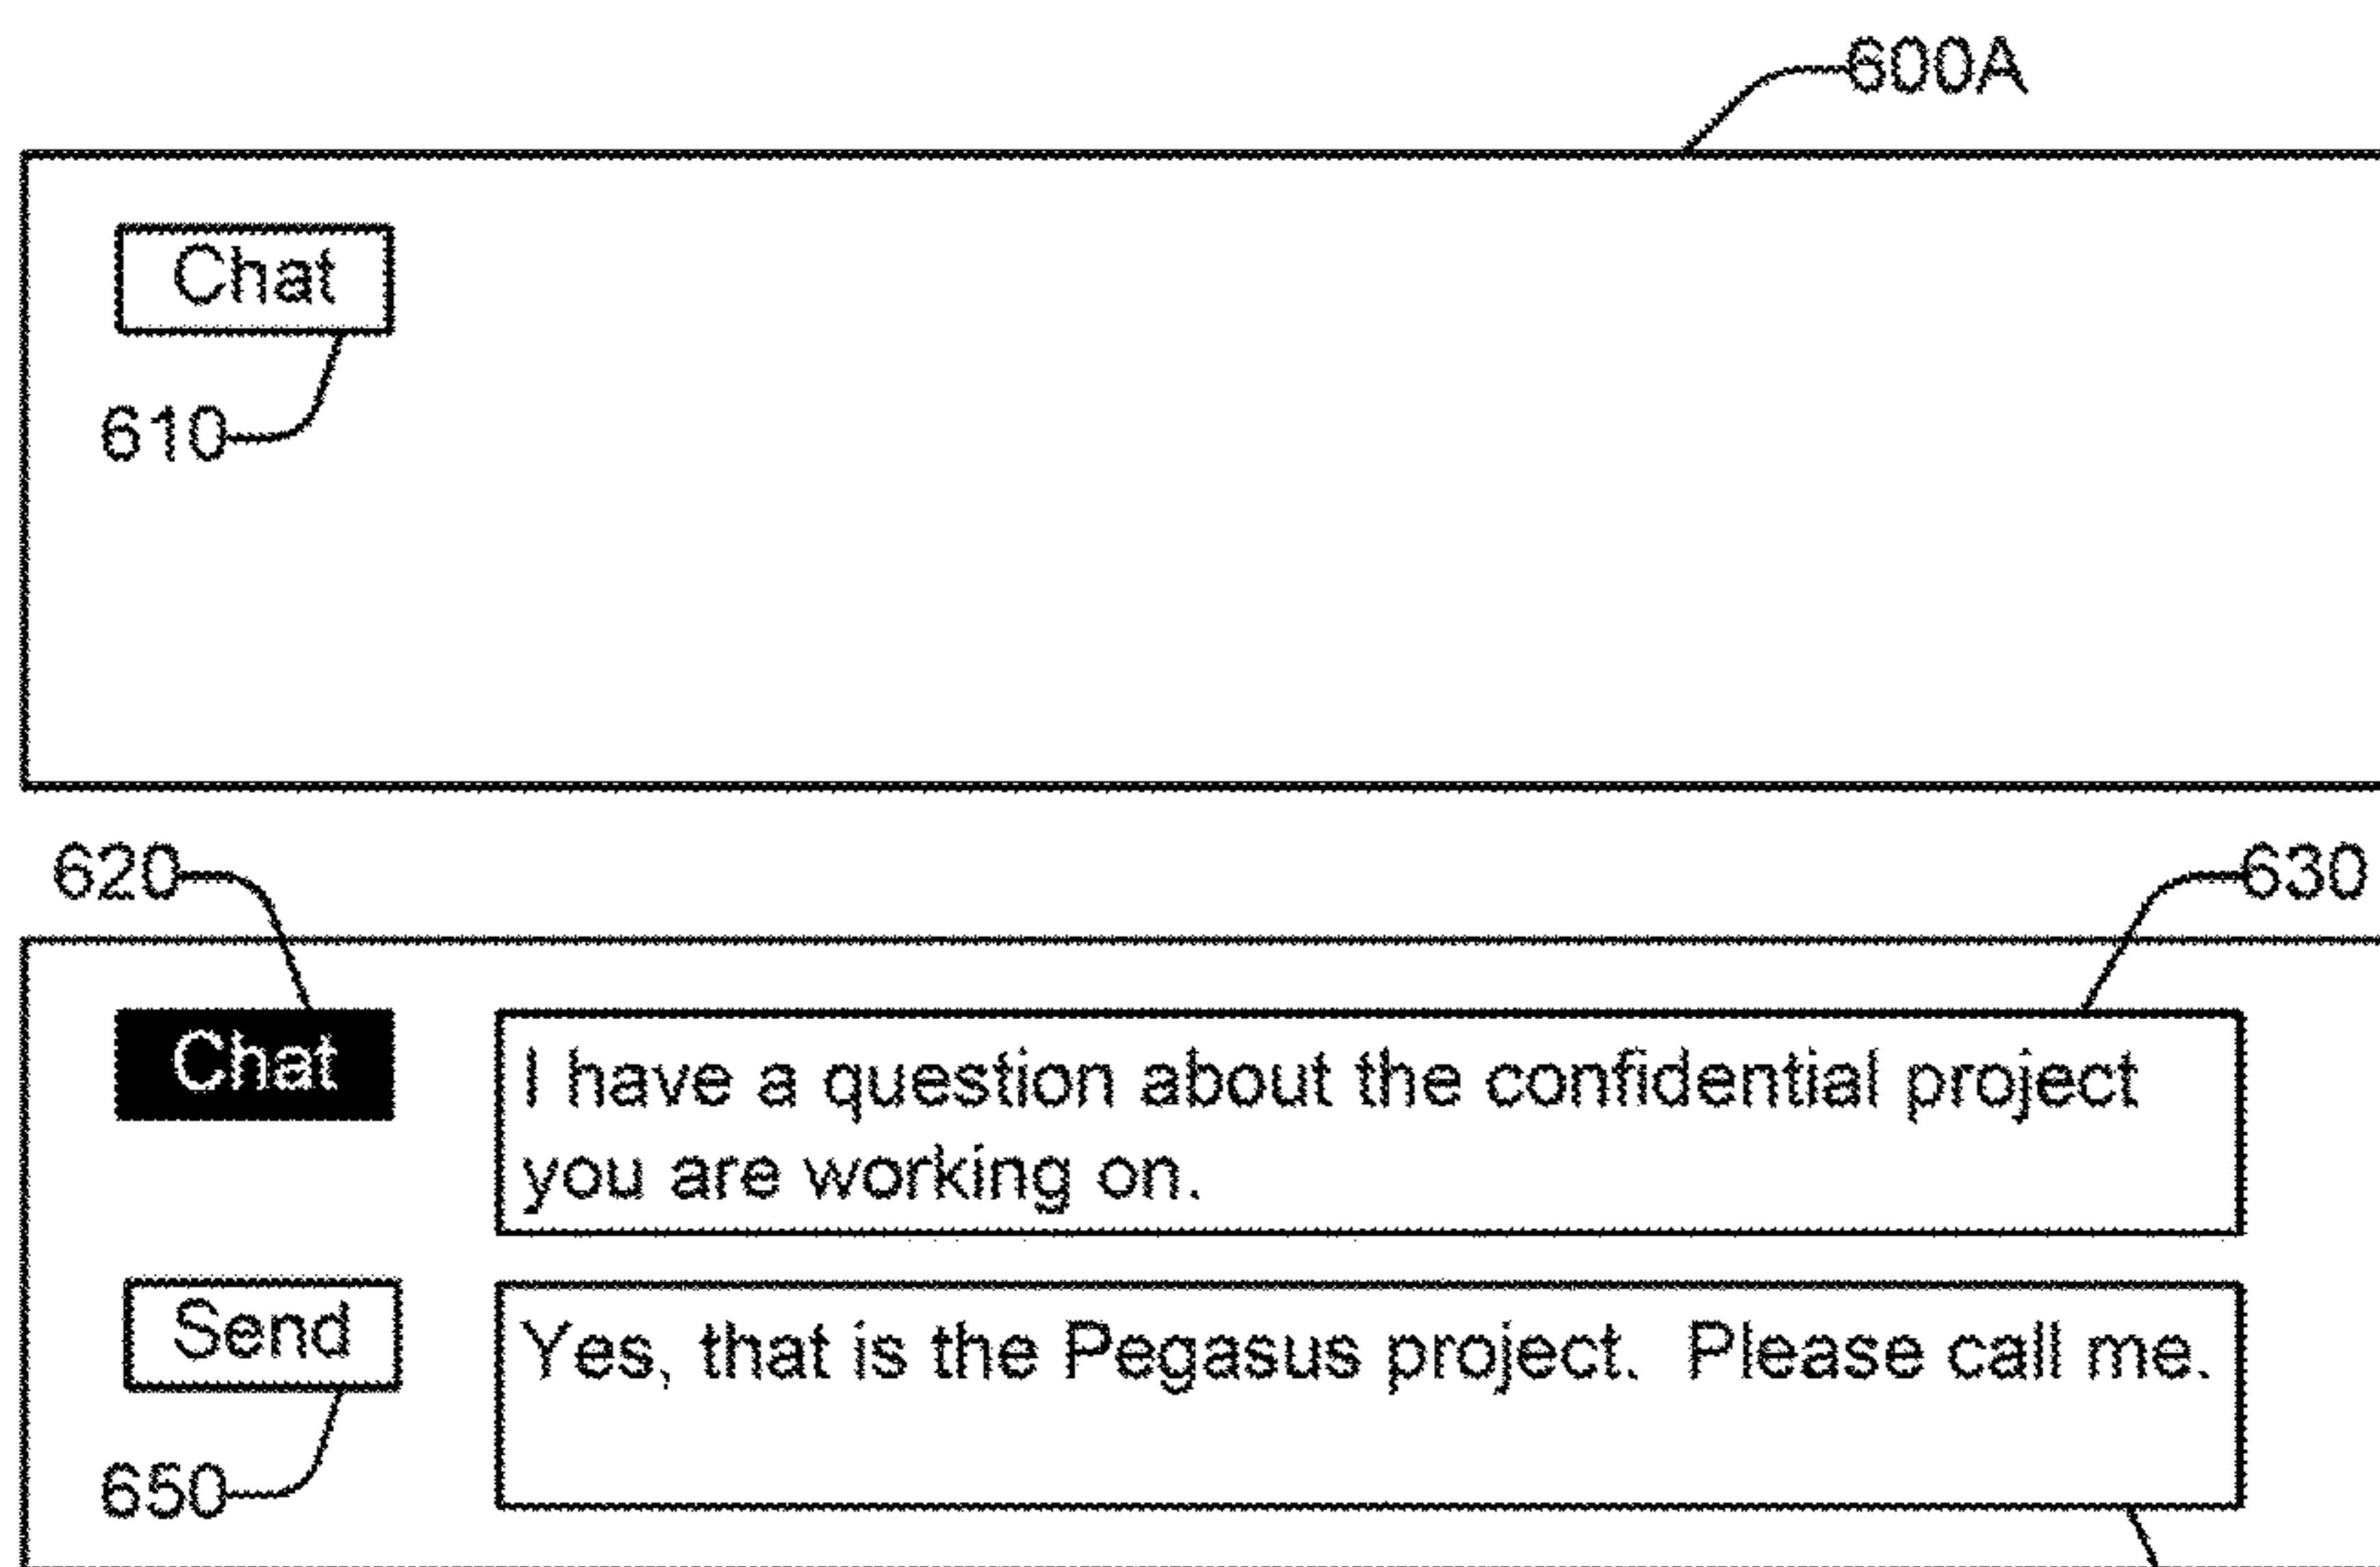 600A
Chat
610
620
630
Chat
I have a question about the confidential project
you are working on.
Send
Yes, that is the Pegasus project.  Please call me.
650